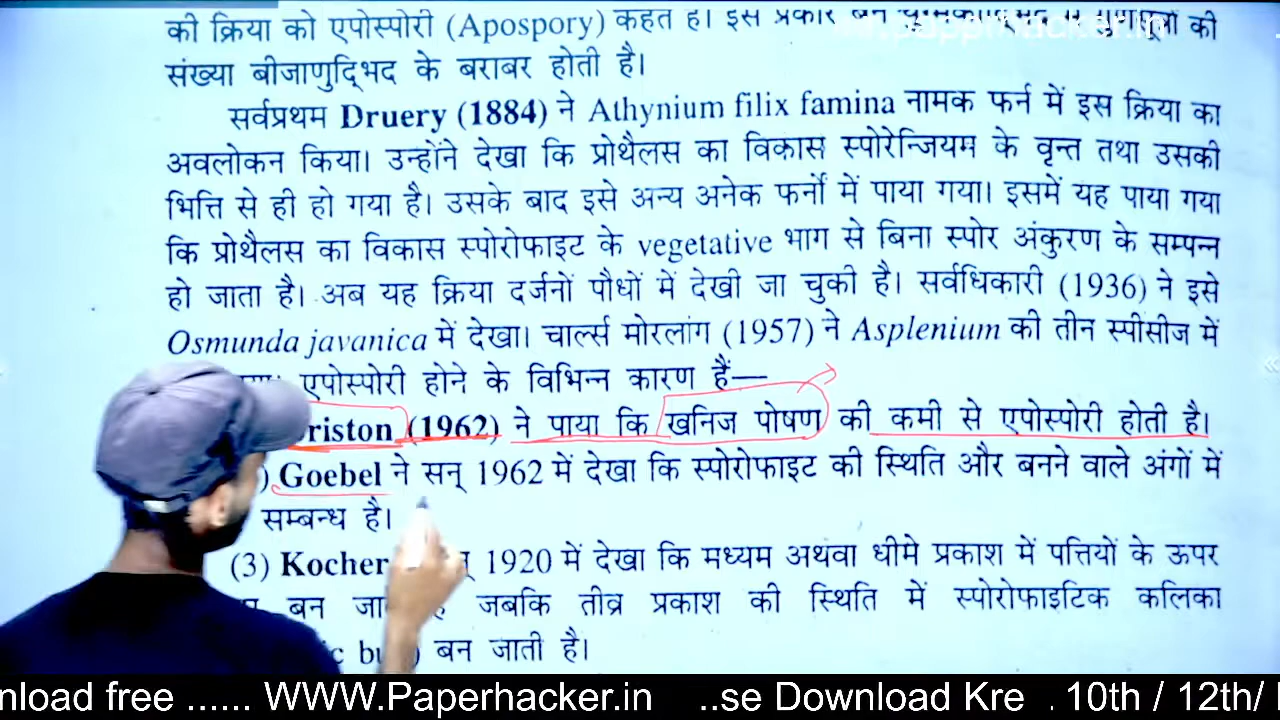 की क्रिया को एपोस्पोरी (Apospory) कहते हैं। इस प्रकार बने की
संख्या बीजाणुद्भिद के बराबर होती है।
सर्वप्रथम Druery (1884) ने Athynium filix famina नामक फर्न में इस क्रिया का
अवलोकन किया। उन्होंने देखा कि प्रोथैलस का विकास स्पोरेन्जियम के वृन्त तथा उसकी
भित्ति से ही हो गया है। उसके बाद इसे अन्य अनेक फर्नों में पाया गया। इसमें यह पाया गया
कि प्रोथैलस का विकास स्पोरोफाइट के vegetative भाग से बिना स्पोर अंकुरण के सम्पन्न
हो जाता है। अब यह क्रिया दर्जनों पौधों में देखी जा चुकी है। सर्वाधिकारी (1936) ने इसे
Osmunda javanica में देखा। चार्ल्स मोरलांग (1957) ने Asplenium की तीन स्पीसीज में
एपोस्पोरी होने के विभिन्न कारण हैं—
riston (1962) ने पाया कि खनिज पोषण की कमी से एपोस्पोरी होती है।
) Goebel ने सन् 1962 में देखा कि स्पोरोफाइट की स्थिति और बनने वाले अंगों में
सम्बन्ध है।
(3) Kocher 1920 में देखा कि मध्यम अथवा धीमे प्रकाश में पत्तियों के ऊपर
बन जबकि तीव्र प्रकाश की स्थिति में स्पोरोफाइटिक कलिका
बन जाती है।
nload free ...... WWW.Paperhacker.in ..se Download Kre . 10th / 12th/